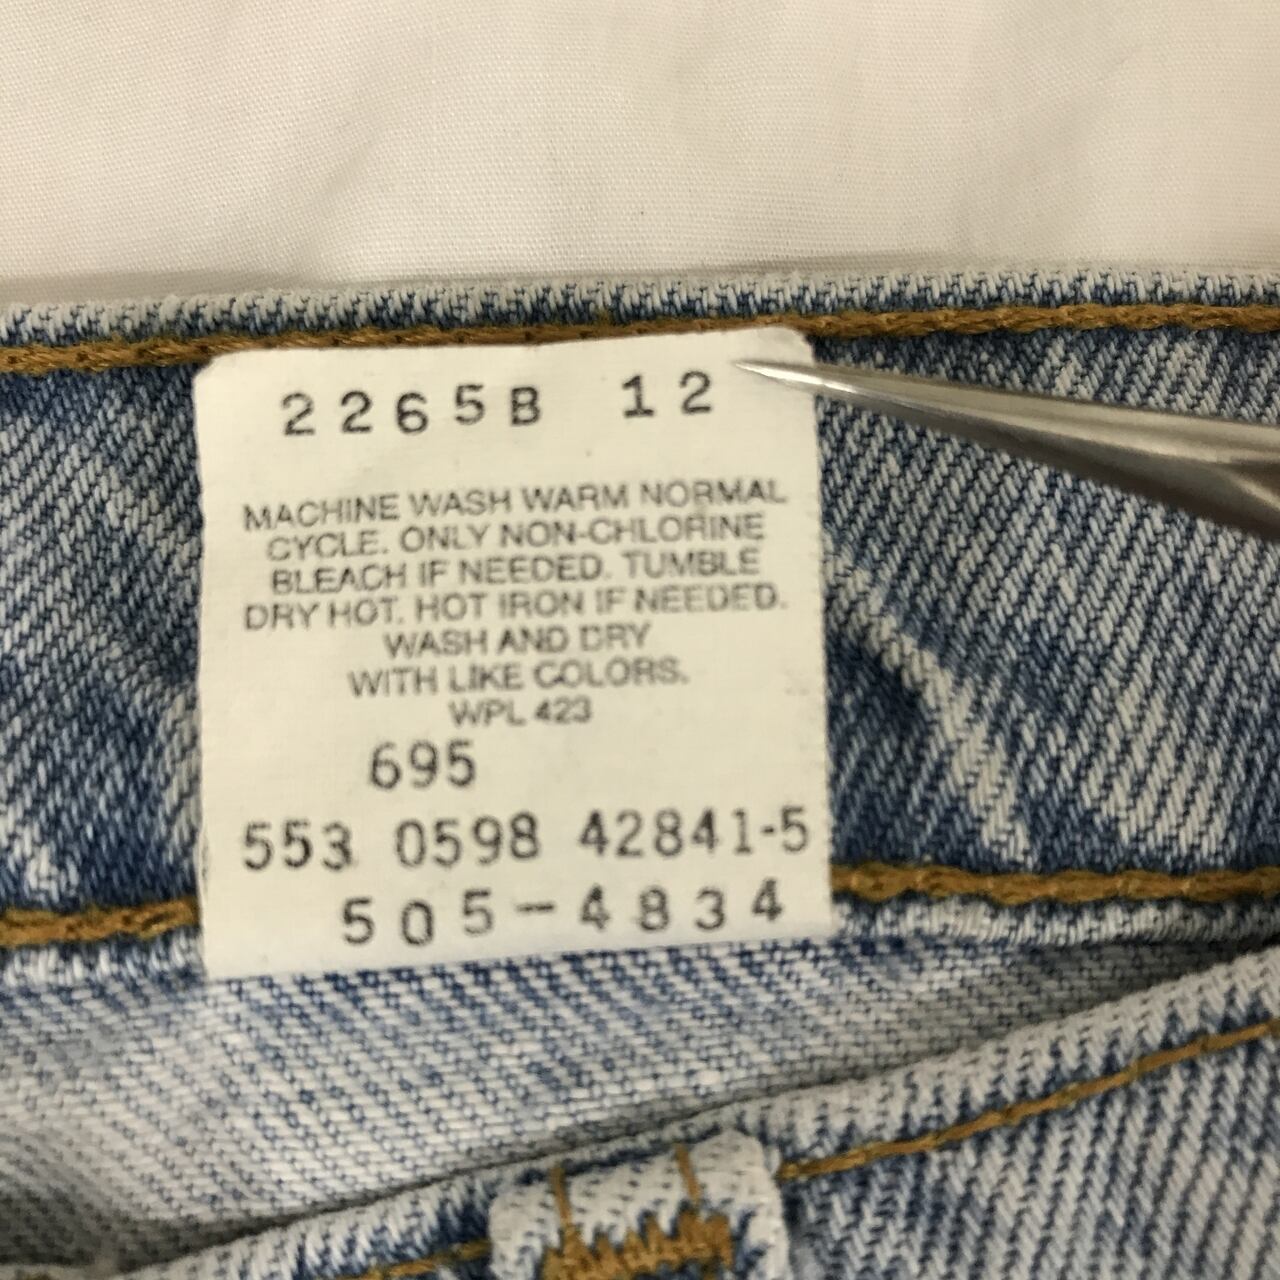 2265B 12
MACHINE WASH WARM NORMAL
CYCLE. ONLY NON-CHLORINE
BLEACH IF NEEDED. TUMBLE
DRY HOT. HOT IRON IF NEEDED.
WASH AND DRY
WITH LIKE COLORS.
WPL 423
695
553 0598 42841-5
505-4834